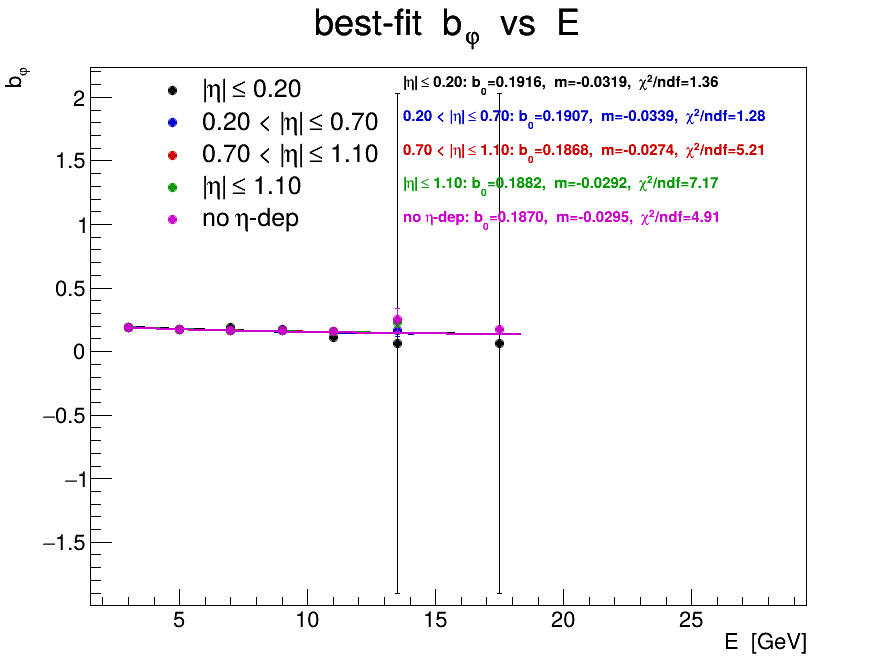 best-fit b_φ vs E
b_φ
|η| ≤ 0.20
0.20 < |η| ≤ 0.70
0.70 < |η| ≤ 1.10
|η| ≤ 1.10
no η-dep
|η| ≤ 0.20: b_0=0.1916, m=-0.0319, χ²/ndf=1.36
0.20 < |η| ≤ 0.70: b_0=0.1907, m=-0.0339, χ²/ndf=1.28
0.70 < |η| ≤ 1.10: b_0=0.1868, m=-0.0274, χ²/ndf=5.21
|η| ≤ 1.10: b_0=0.1882, m=-0.0292, χ²/ndf=7.17
no η-dep: b_0=0.1870, m=-0.0295, χ²/ndf=4.91
2
1.5
1
0.5
0
−0.5
−1
−1.5
5 10 15 20 25
E [GeV]